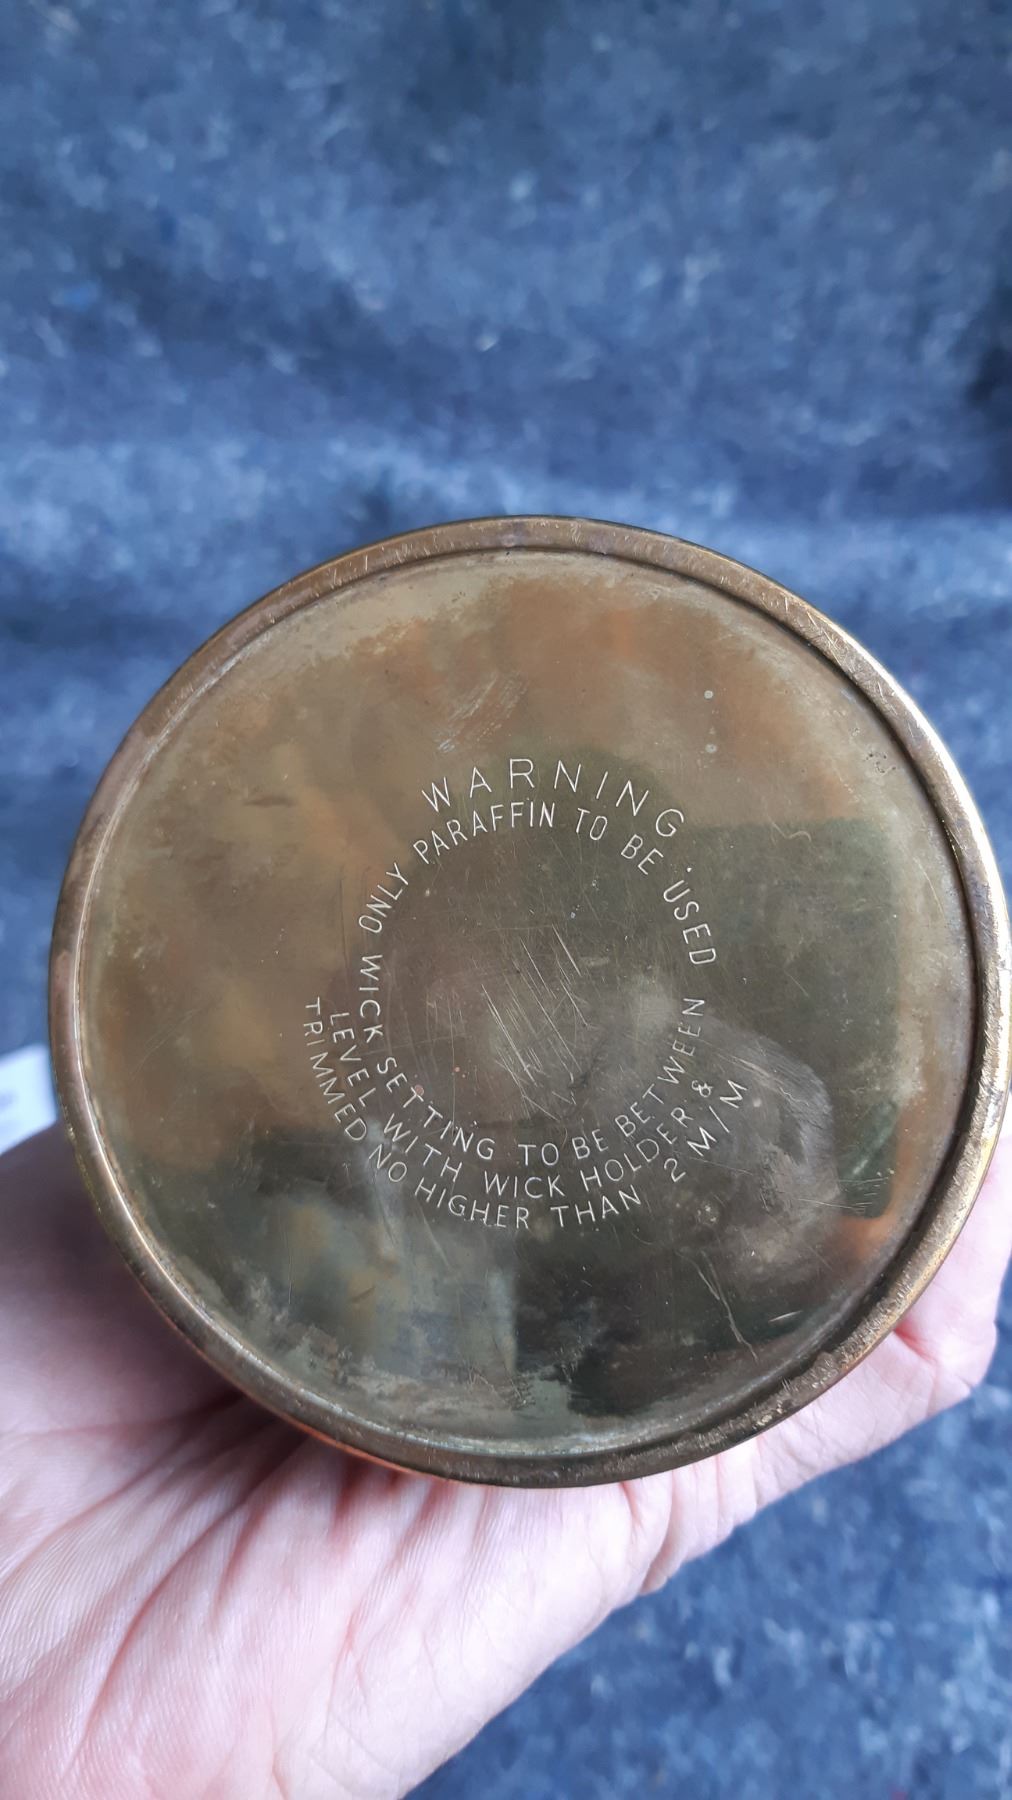 WARNING.
ONLY PARAFFIN TO BE USED
WICK SETTING TO BE BETWEEN
LEVEL WITH WICK HOLDER &
TRIMMED NO HIGHER THAN 2 M/M